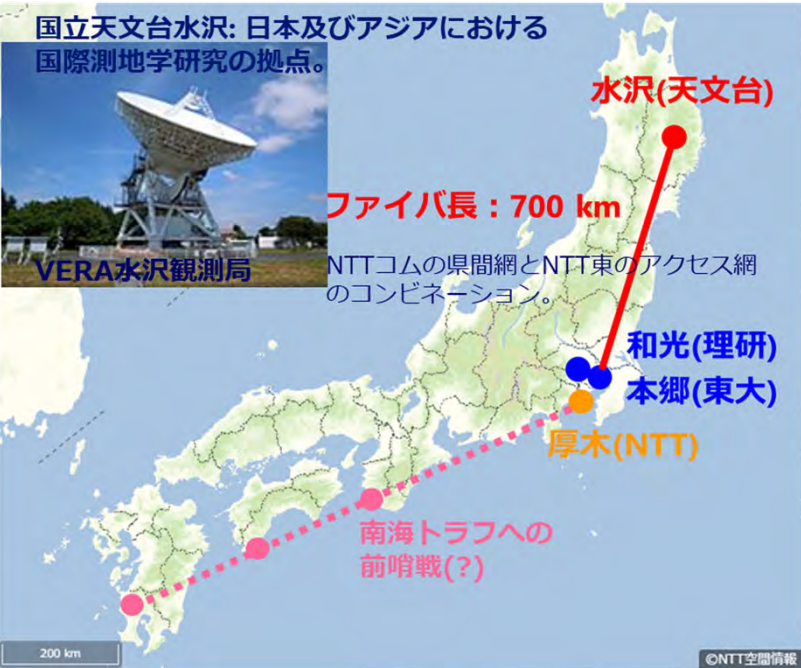 国立天文台水沢: 日本及びアジアにおける
国際測地学研究の拠点。
水沢(天文台)
ファイバ長：700 km
VERA水沢観測局
NTTコムの県間網とNTT東のアクセス網
のコンビネーション。
和光(理研)
本郷(東大)
厚木(NTT)
南海トラフへの
前哨戦(?)
200 km
©NTT空間情報